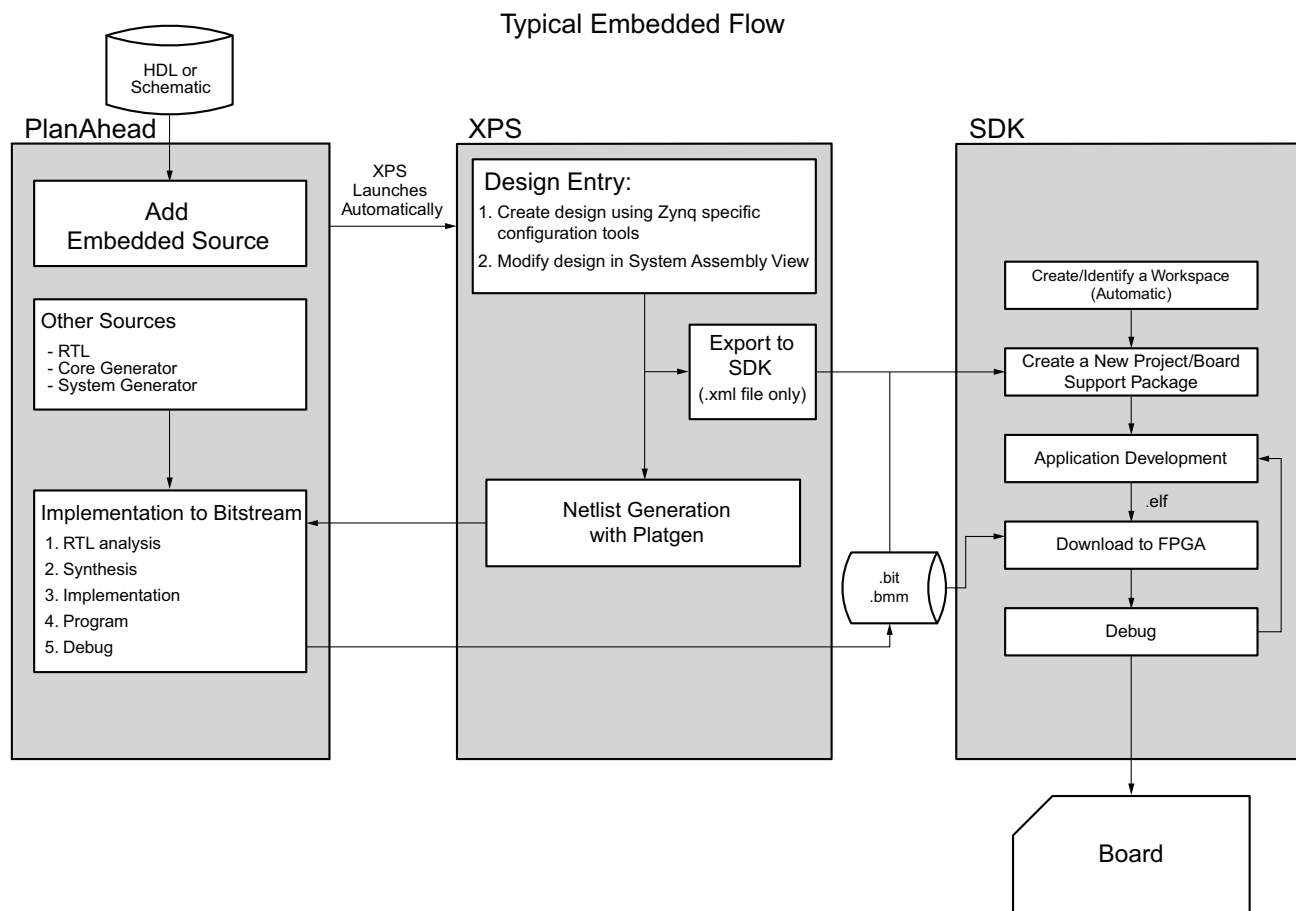 Typical Embedded Flow
HDL or
Schematic
PlanAhead
Add
Embedded Source
Other Sources
- RTL
- Core Generator
- System Generator
Implementation to Bitstream
1. RTL analysis
2. Synthesis
3. Implementation
4. Program
5. Debug
XPS
Launches
Automatically
XPS
Design Entry:
1. Create design using Zynq specific
configuration tools
2. Modify design in System Assembly View
Export to
SDK
(.xml file only)
Netlist Generation
with Platgen
.bit
.bmm
SDK
Create/Identify a Workspace
(Automatic)
Create a New Project/Board
Support Package
Application Development
.elf
Download to FPGA
Debug
Board